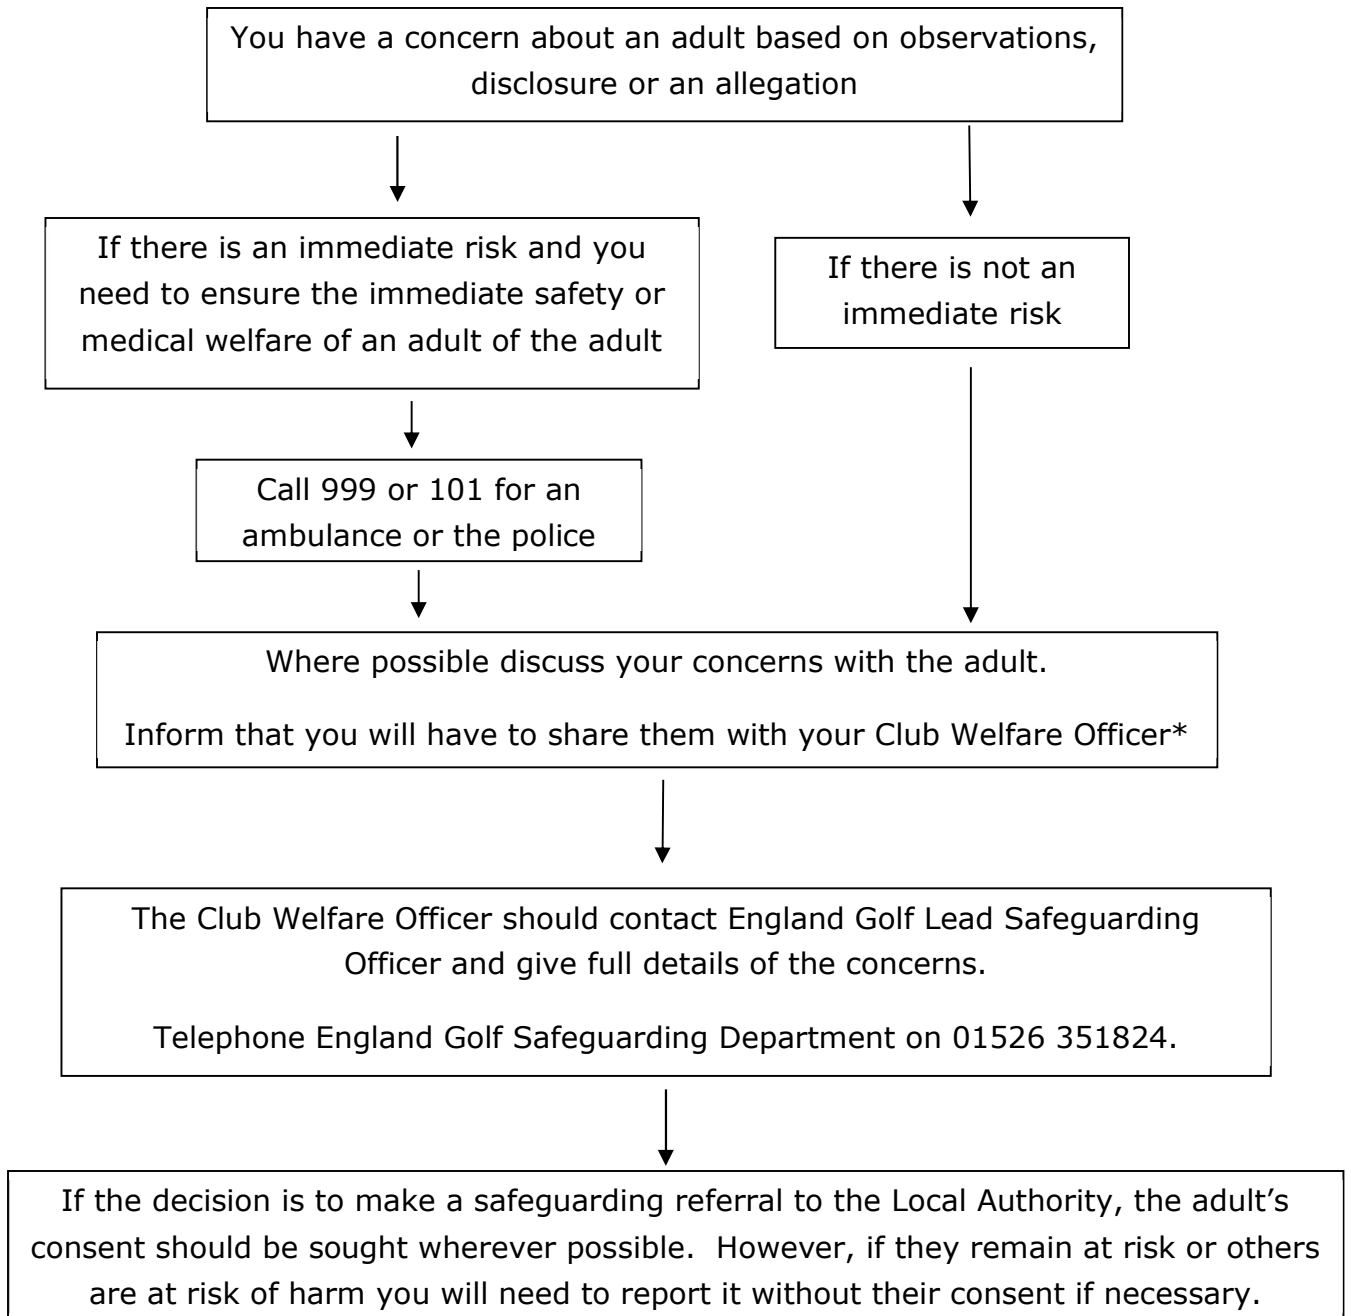 You have a concern about an adult based on observations,
disclosure or an allegation
If there is an immediate risk and you
need to ensure the immediate safety or
medical welfare of an adult of the adult
If there is not an
immediate risk
Call 999 or 101 for an
ambulance or the police
Where possible discuss your concerns with the adult.
Inform that you will have to share them with your Club Welfare Officer*
The Club Welfare Officer should contact England Golf Lead Safeguarding
Officer and give full details of the concerns.
Telephone England Golf Safeguarding Department on 01526 351824.
If the decision is to make a safeguarding referral to the Local Authority, the adult’s
consent should be sought wherever possible.  However, if they remain at risk or others
are at risk of harm you will need to report it without their consent if necessary.